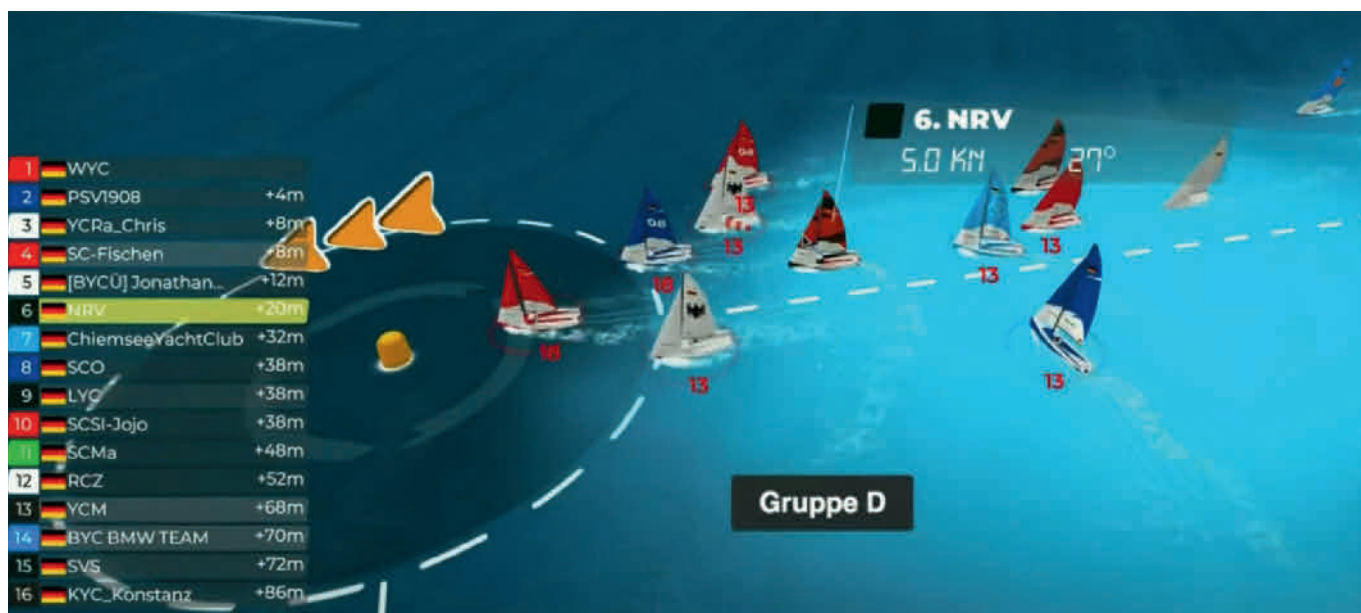 1 WYC
2 PSV1908 +4m
3 YCRa_Chris +8m
4 SC-Fischen +8m
5 [BYCÜ] Jonathan... +12m
6 NRV +20m
7 ChiemseeYachtClub +32m
8 SCO +38m
9 LYC +38m
10 SCSI-Jojo +38m
11 SCMa +48m
12 RCZ +52m
13 YCM +68m
14 BYC BMW TEAM +70m
15 SVS +72m
16 KYC_Konstanz +86m
6. NRV
5.0 KN 27°
13
13
18
18
13
13
13
13
Gruppe D